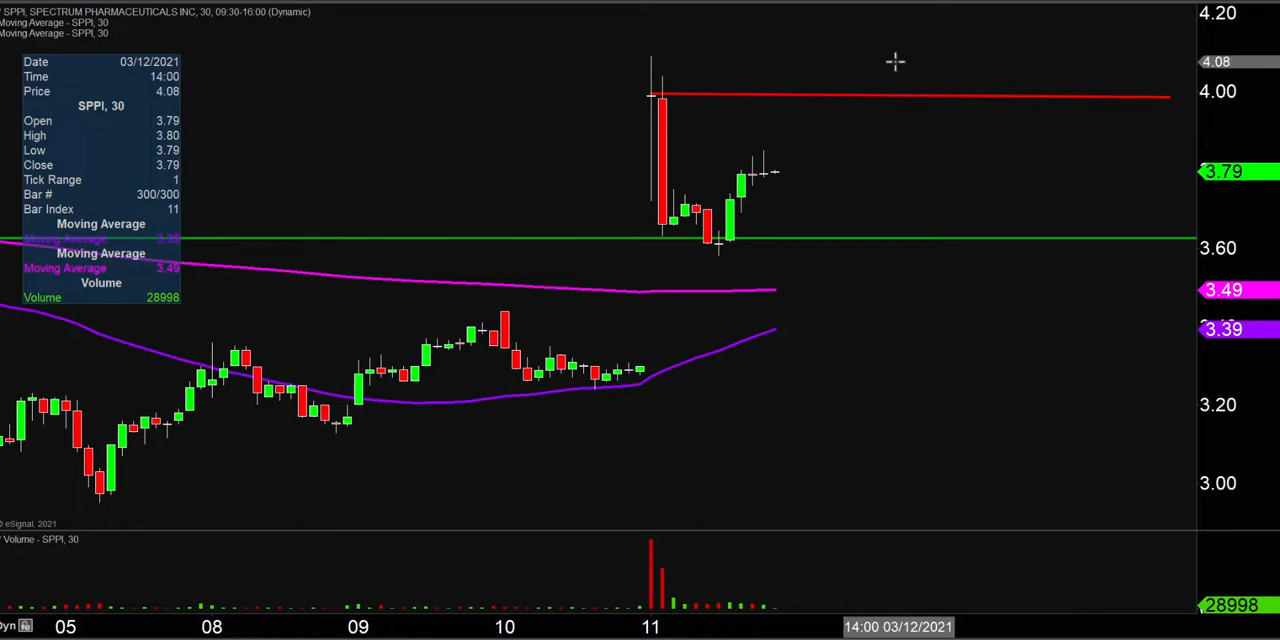 / SPPI, SPECTRUM PHARMACEUTICALS INC, 30, 09:30-16:00 (Dynamic)
Moving Average - SPPI, 30
Moving Average - SPPI, 30
Date 03/12/2021
Time 14:00
Price 4.08
SPPI, 30
Open 3.79
High 3.80
Low 3.79
Close 3.79
Tick Range 1
Bar # 300/300
Bar Index 11
Moving Average
Moving Average
Moving Average
Moving Average 3.49
Volume
Volume 28998
4.20
4.08
4.00
3.79
3.60
3.49
3.39
3.20
3.00
© eSignal, 2021
/ Volume - SPPI, 30
28998
Dyn 05 08 09 10 11 14:00 03/12/2021